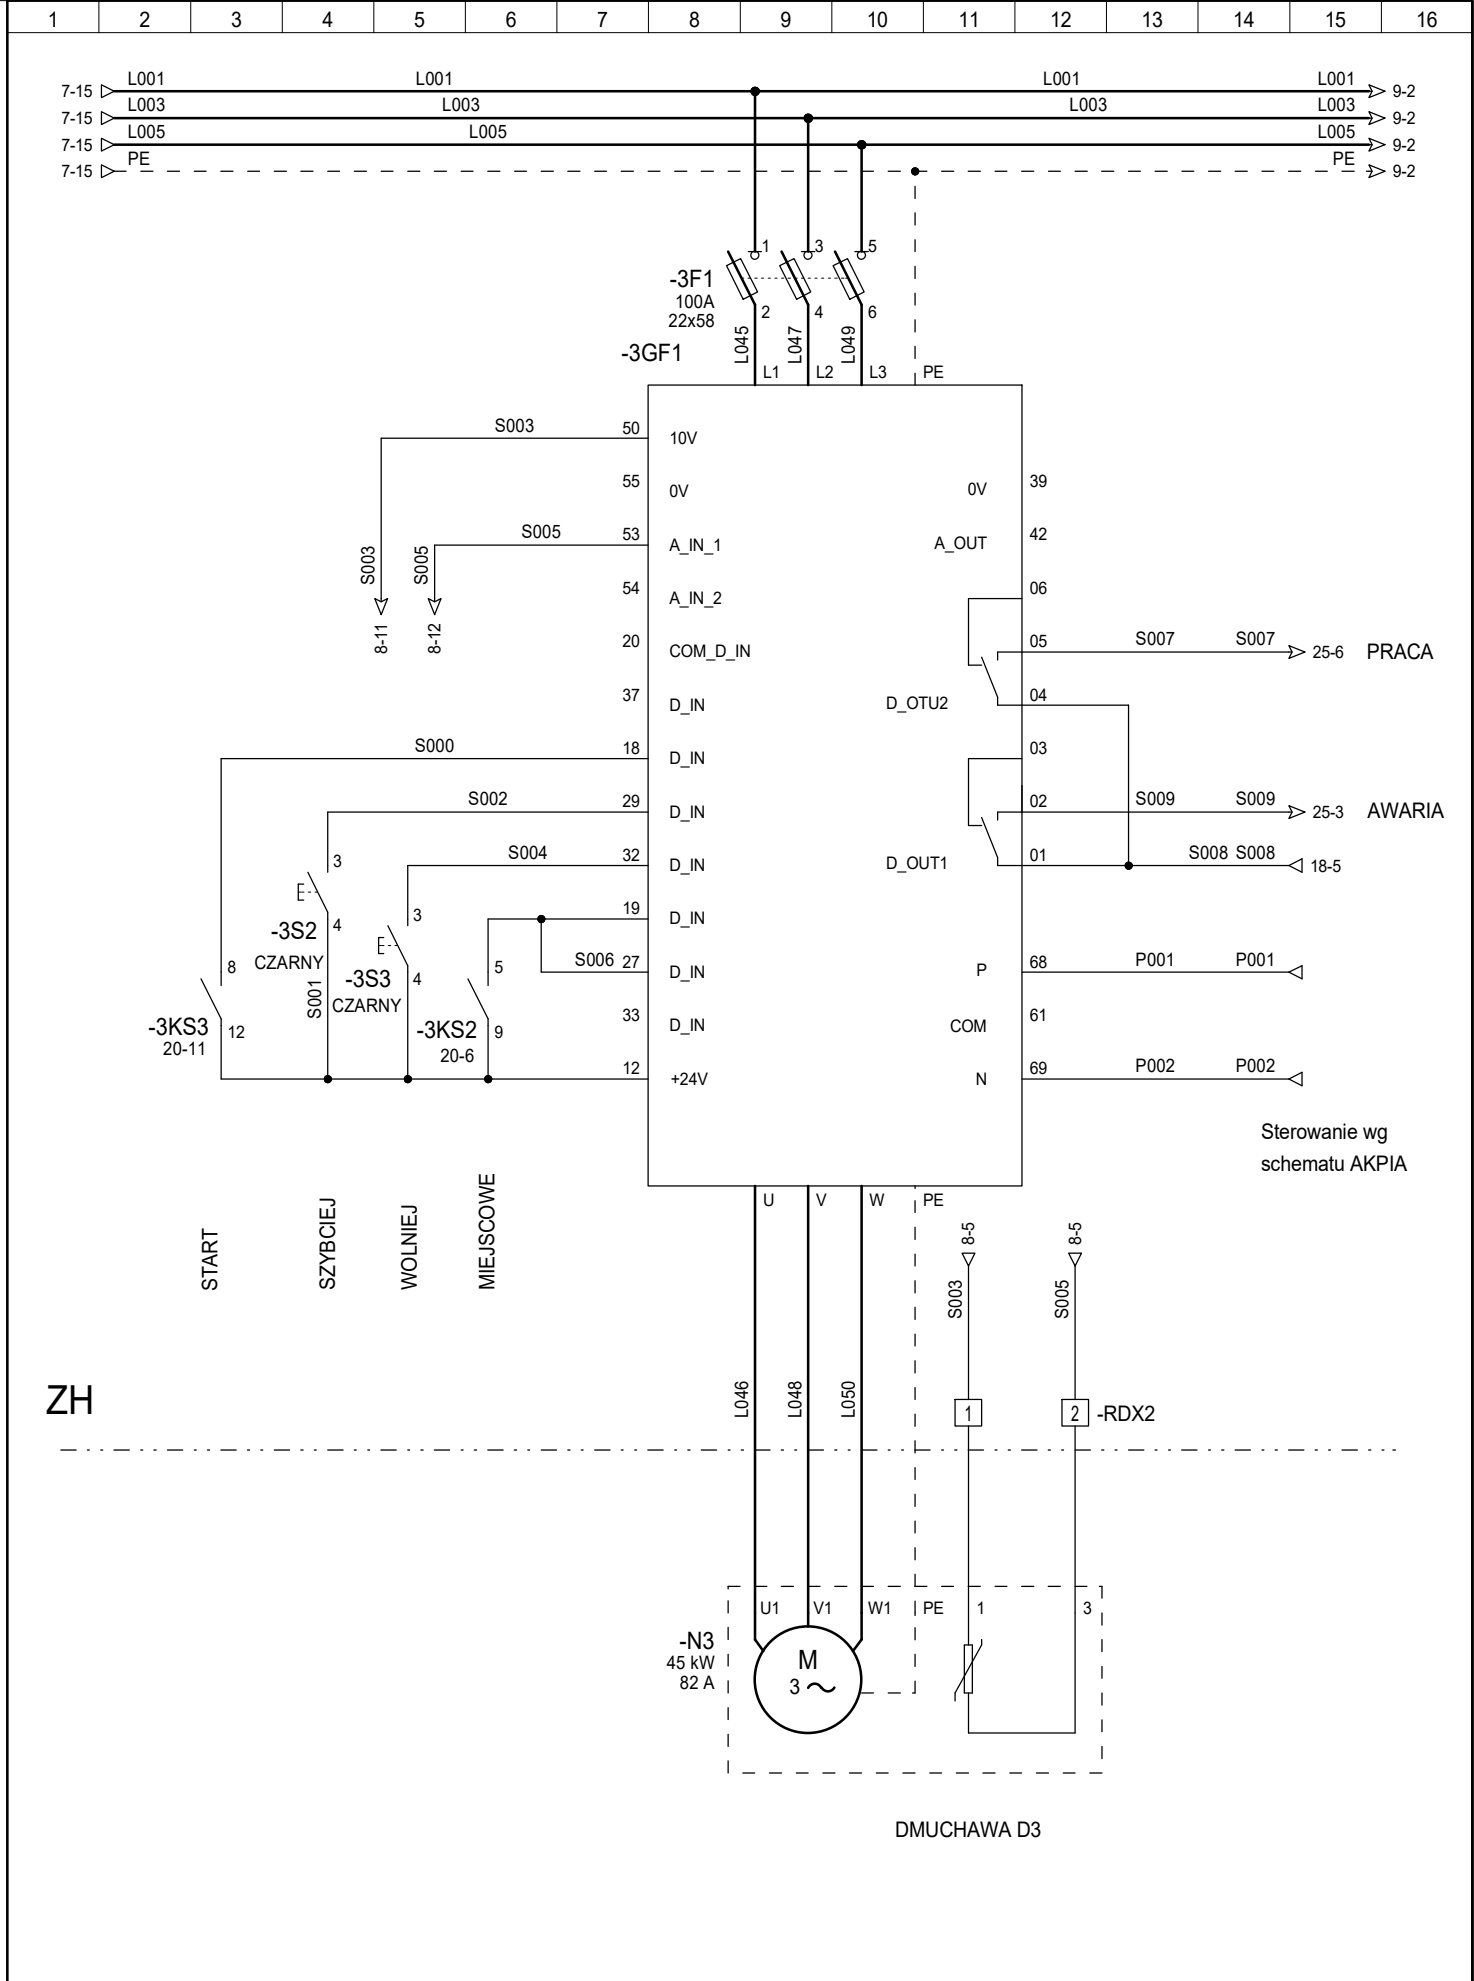 1 2 3 4 5 6 7 8 9 10 11 12 13 14 15 16
7-15 L001 L001 L001 L001 9-2
7-15 L003 L003 L003 L003 9-2
7-15 L005 L005 L005 9-2
7-15 PE PE 9-2
1 3 5
-3F1
100A
22x58
2 4 6
L045 L047 L049
-3GF1
L1 L2 L3 PE
S003 50 10V
55 0V 0V 39
S005 53 A_IN_1 A_OUT 42
S003 S005
54 A_IN_2 06
8-11 8-12
20 COM_D_IN 05 S007 S007 25-6 PRACA
37 D_IN D_OTU2 04
S000 18 D_IN 03
S002 29 D_IN 02 S009 S009 25-3 AWARIA
S004 32 D_IN D_OUT1 01 S008 S008 18-5
3
-3S2
4
CZARNY
S001
3
-3S3
4
CZARNY
19 D_IN
S006 27 D_IN P 68 P001 P001
8
-3KS3
20-11
12
5
-3KS2
20-6
9
33 D_IN COM 61
12 +24V N 69 P002 P002
Sterowanie wg
schematu AKPIA
START SZYBCIEJ WOLNIEJ MIEJSCOWE
U V W PE
8-5 8-5
S003 S005
ZH
L046 L048 L050
1 2 -RDX2
U1 V1 W1 PE 1 3
-N3
45 kW
82 A
M
3
DMUCHAWA D3